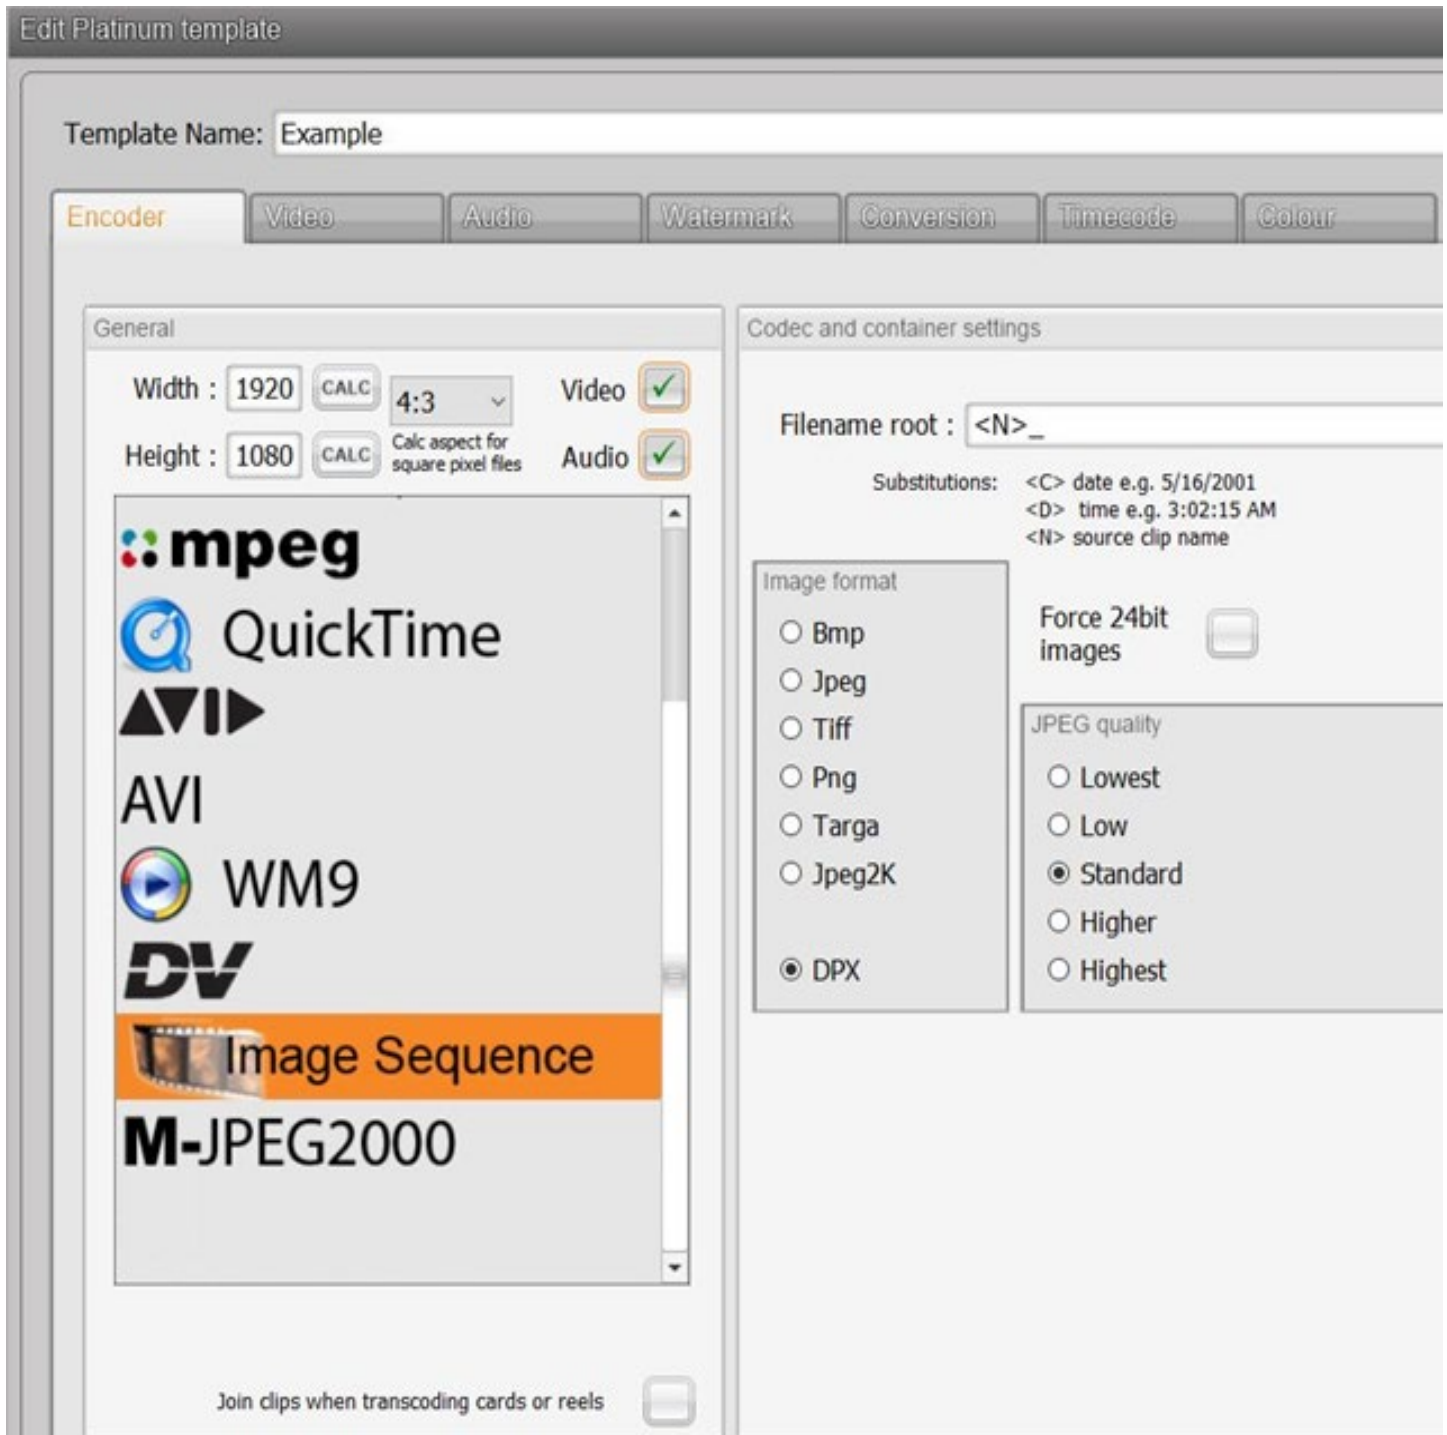 Edit Platinum template
Template Name: Example
Encoder Video Audio Watermark Conversion Timecode Colour
General
Width : 1920 CALC 4:3 Video
Height : 1080 CALC Calc aspect for square pixel files Audio
mpeg
QuickTime
AVID
AVI
WM9
DV
Image Sequence
M-JPEG2000
Join clips when transcoding cards or reels
Codec and container settings
Filename root : <N>_
Substitutions: <C> date e.g. 5/16/2001
<D> time e.g. 3:02:15 AM
<N> source clip name
Image format
Bmp
Jpeg
Tiff
Png
Targa
Jpeg2K
DPX
Force 24bit
images
JPEG quality
Lowest
Low
Standard
Higher
Highest